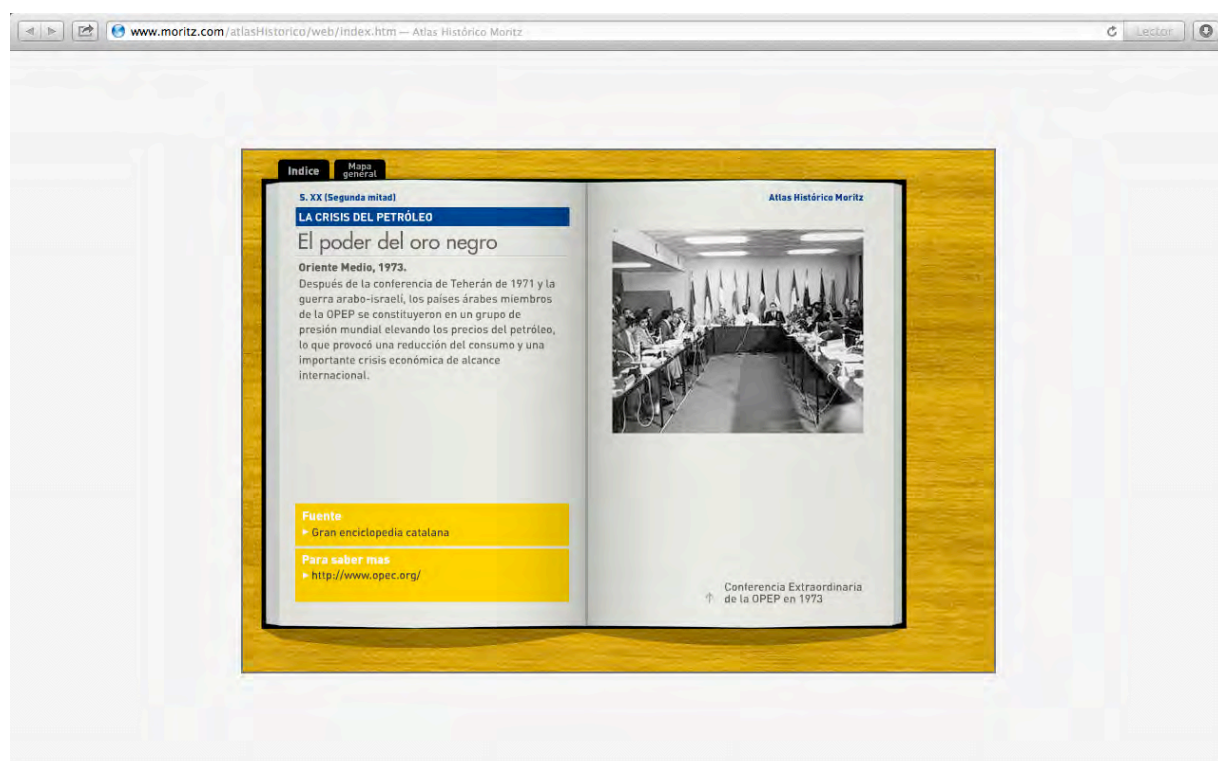 www.moritz.com/atlasHistorico/web/index.htm — Atlas Histórico Moritz
Lector
Indice
Mapa
general
S. XX (Segunda mitad)
LA CRISIS DEL PETRÓLEO
El poder del oro negro
Oriente Medio, 1973.
Después de la conferencia de Teherán de 1971 y la
guerra arabo-israelí, los países árabes miembros
de la OPEP se constituyeron en un grupo de
presión mundial elevando los precios del petróleo,
lo que provocó una reducción del consumo y una
importante crisis económica de alcance
internacional.
Fuente
Gran enciclopedia catalana
Para saber mas
http://www.opec.org/
Atlas Histórico Moritz
Conferencia Extraordinaria
de la OPEP en 1973